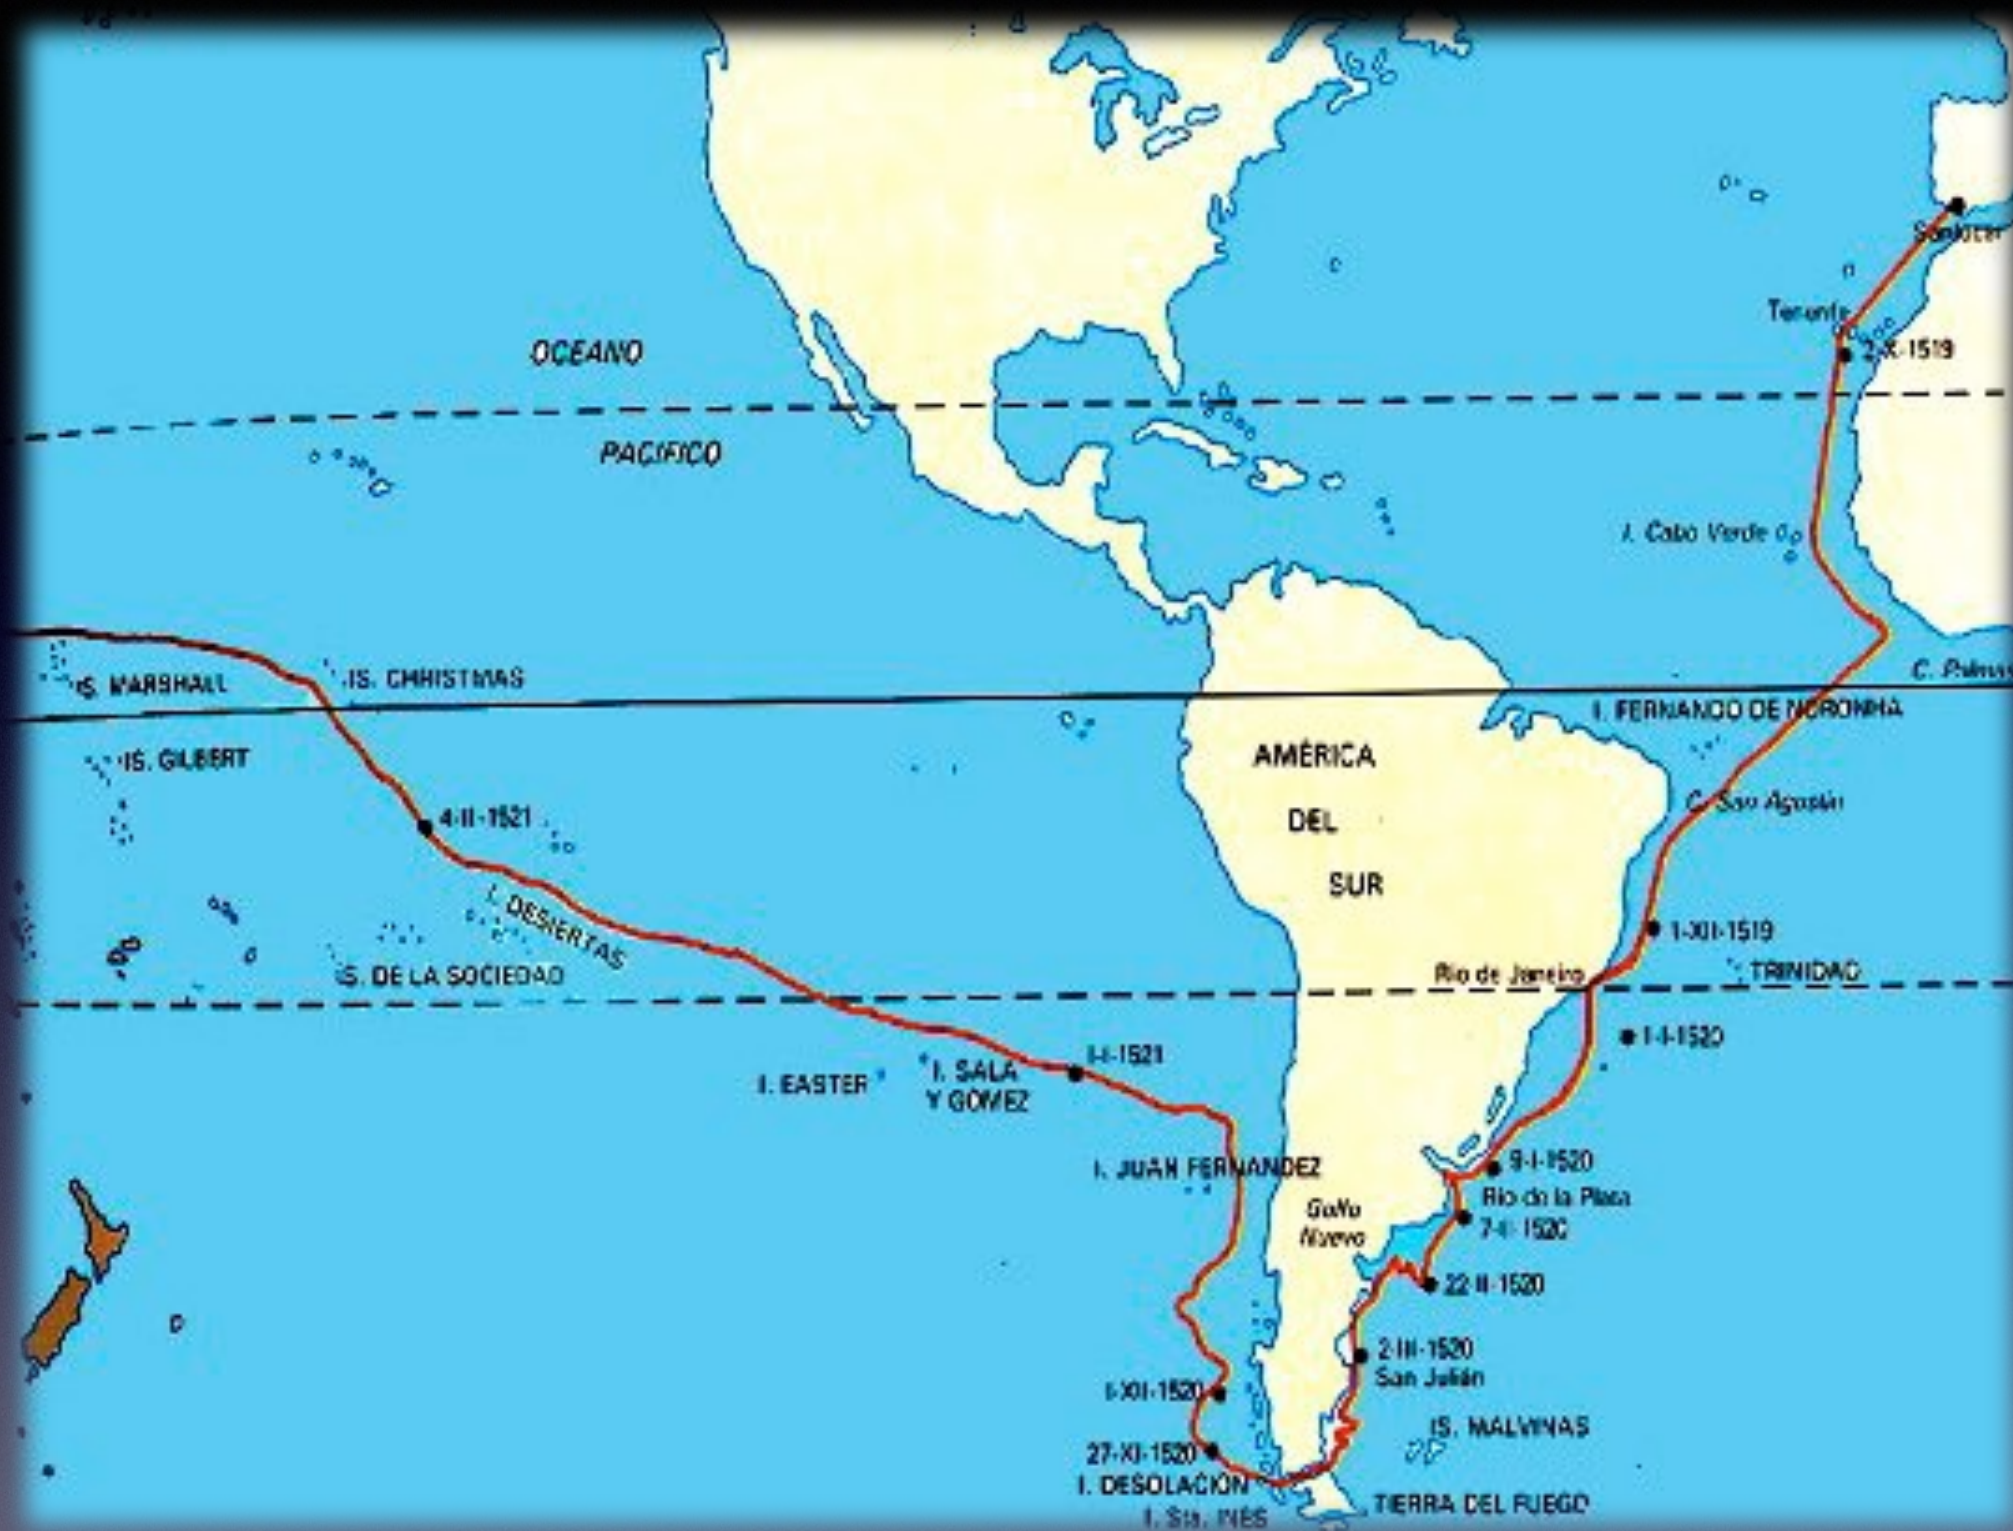 OCEANO
PACIFICO
Sanlúcar
Tenerife
2-X-1519
I. Cabo Verde
C. Palmas
IS. MARSHALL
IS. CHRISTMAS
I. FERNANDO DE NORONHA
IS. GILBERT
AMÉRICA
DEL
SUR
C. San Agostín
4-II-1521
I. DESIERTAS
IS. DE LA SOCIEDAD
1-XII-1519
Rio de Janeiro
TRINIDAD
1-I-1520
I-I-1521
I. EASTER
I. SALA
Y GOMEZ
I. JUAN FERNANDEZ
9-I-1520
Rio de la Plata
7-II-1520
Golfo
Nuevo
22-II-1520
2-III-1520
San Julián
I-XII-1520
IS. MALVINAS
27-XI-1520
I. DESOLACIÓN
I. Sta. INÉS
TIERRA DEL FUEGO